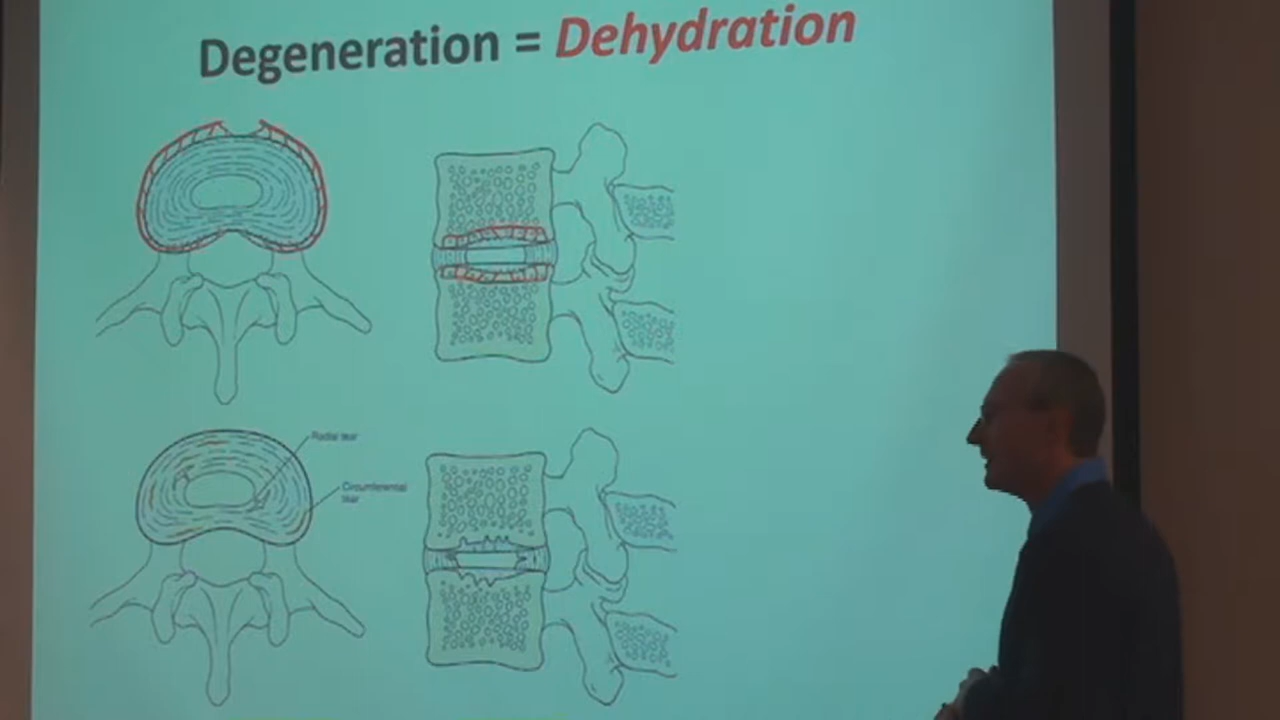 Degeneration = Dehydration
Radial tear
Circumferential
tear